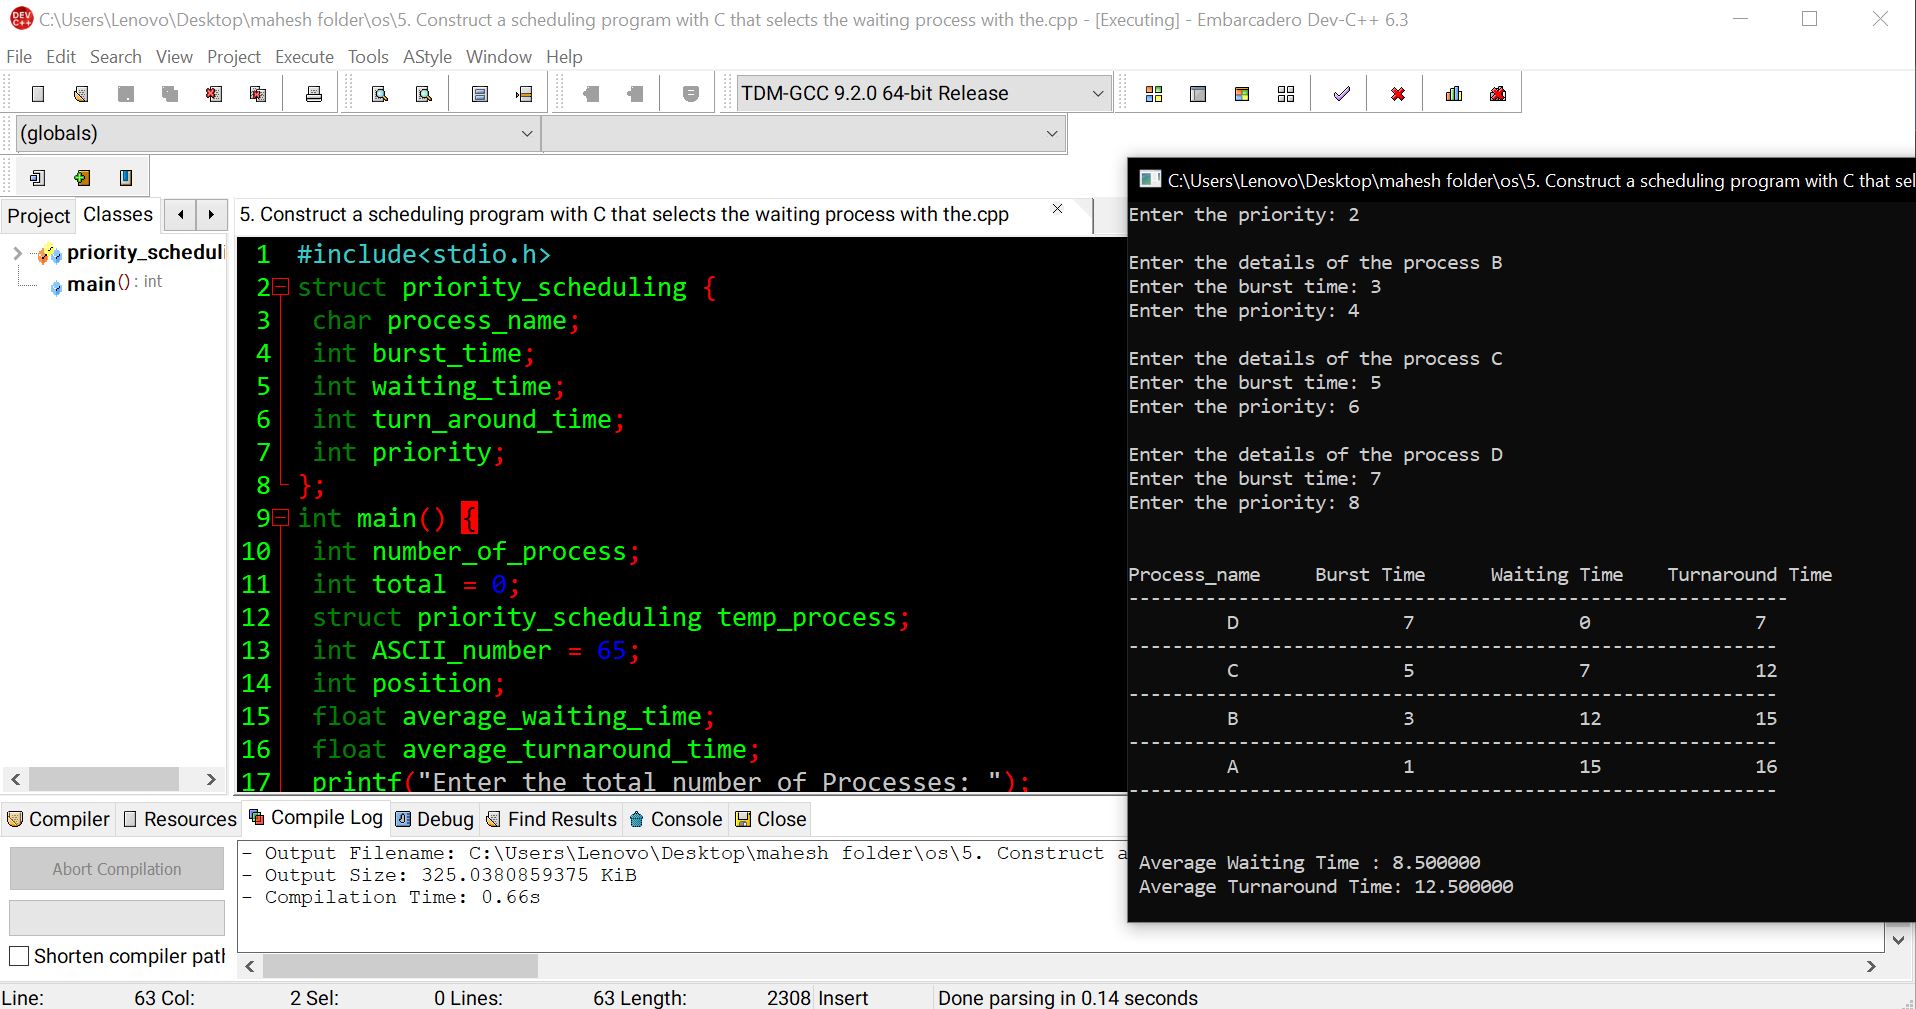 C:\Users\Lenovo\Desktop\mahesh folder\os\5. Construct a scheduling program with C that selects the waiting process with the.cpp - [Executing] - Embarcadero Dev-C++ 6.3
File Edit Search View Project Execute Tools AStyle Window Help
TDM-GCC 9.2.0 64-bit Release
(globals)
Project Classes
5. Construct a scheduling program with C that selects the waiting process with the.cpp
priority_scheduli
main() : int
1 #include<stdio.h>
2 struct priority_scheduling {
3 char process_name;
4 int burst_time;
5 int waiting_time;
6 int turn_around_time;
7 int priority;
8 };
9 int main() {
10 int number_of_process;
11 int total = 0;
12 struct priority_scheduling temp_process;
13 int ASCII_number = 65;
14 int position;
15 float average_waiting_time;
16 float average_turnaround_time;
17 printf("Enter the total number of Processes: ");
C:\Users\Lenovo\Desktop\mahesh folder\os\5. Construct a scheduling program with C that sel
Enter the priority: 2
Enter the details of the process B
Enter the burst time: 3
Enter the priority: 4
Enter the details of the process C
Enter the burst time: 5
Enter the priority: 6
Enter the details of the process D
Enter the burst time: 7
Enter the priority: 8
Process_name Burst Time Waiting Time Turnaround Time
------------------------------------------------------------
D 7 0 7
-----------------------------------------------------------
C 5 7 12
-----------------------------------------------------------
B 3 12 15
-----------------------------------------------------------
A 1 15 16
-----------------------------------------------------------
Average Waiting Time : 8.500000
Average Turnaround Time: 12.500000
Compiler Resources Compile Log Debug Find Results Console Close
Abort Compilation
Shorten compiler path
- Output Filename: C:\Users\Lenovo\Desktop\mahesh folder\os\5. Construct a
- Output Size: 325.0380859375 KiB
- Compilation Time: 0.66s
Line: 63 Col: 2 Sel: 0 Lines: 63 Length: 2308 Insert Done parsing in 0.14 seconds